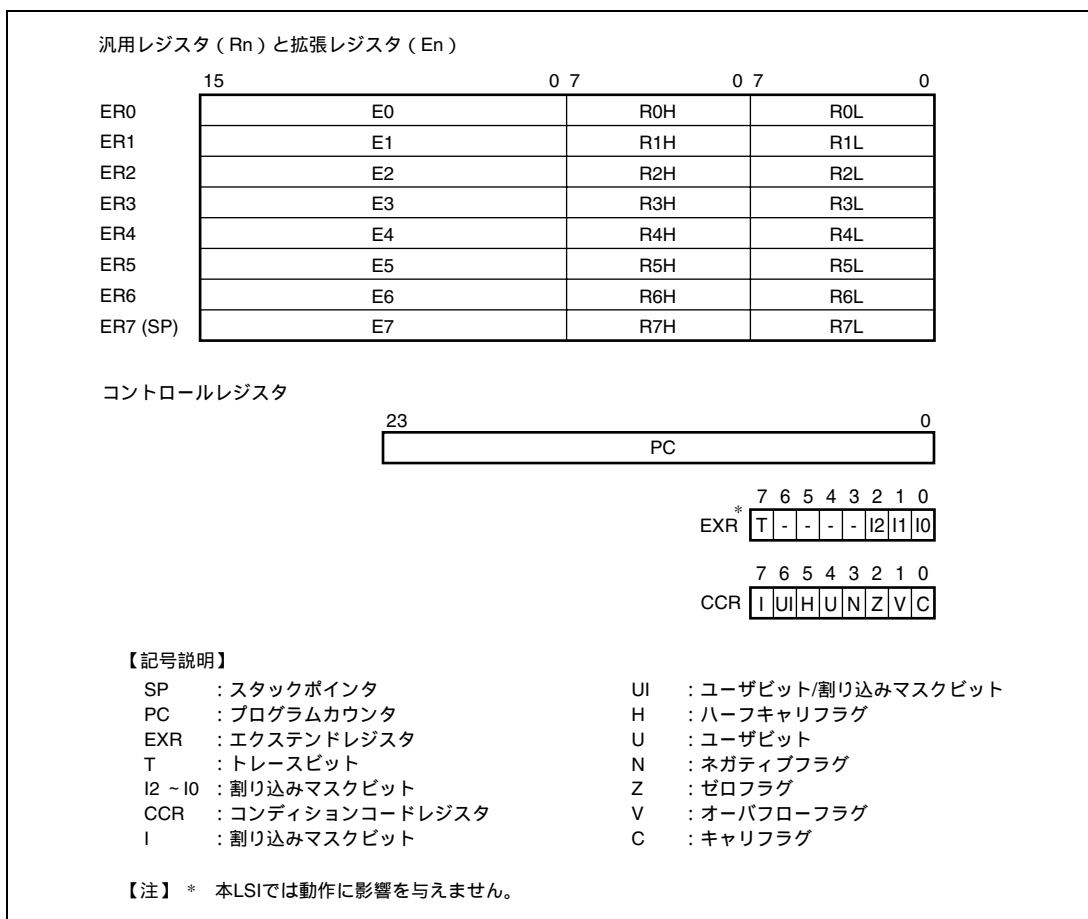 汎用レジスタ（Rn）と拡張レジスタ（En）
15 0 7 0 7 0
ER0 E0 R0H R0L
ER1 E1 R1H R1L
ER2 E2 R2H R2L
ER3 E3 R3H R3L
ER4 E4 R4H R4L
ER5 E5 R5H R5L
ER6 E6 R6H R6L
ER7 (SP) E7 R7H R7L
コントロールレジスタ
23 0
PC
7 6 5 4 3 2 1 0
EXR* T - - - - I2 I1 I0
7 6 5 4 3 2 1 0
CCR I UI H U N Z V C
【記号説明】
SP ：スタックポインタ
PC ：プログラムカウンタ
EXR ：エクステンドレジスタ
T ：トレースビット
I2 ~ I0 ：割り込みマスクビット
CCR ：コンディションコードレジスタ
I ：割り込みマスクビット
UI ：ユーザビット/割り込みマスクビット
H ：ハーフキャリフラグ
U ：ユーザビット
N ：ネガティブフラグ
Z ：ゼロフラグ
V ：オーバフローフラグ
C ：キャリフラグ
【注】 * 本LSIでは動作に影響を与えません。